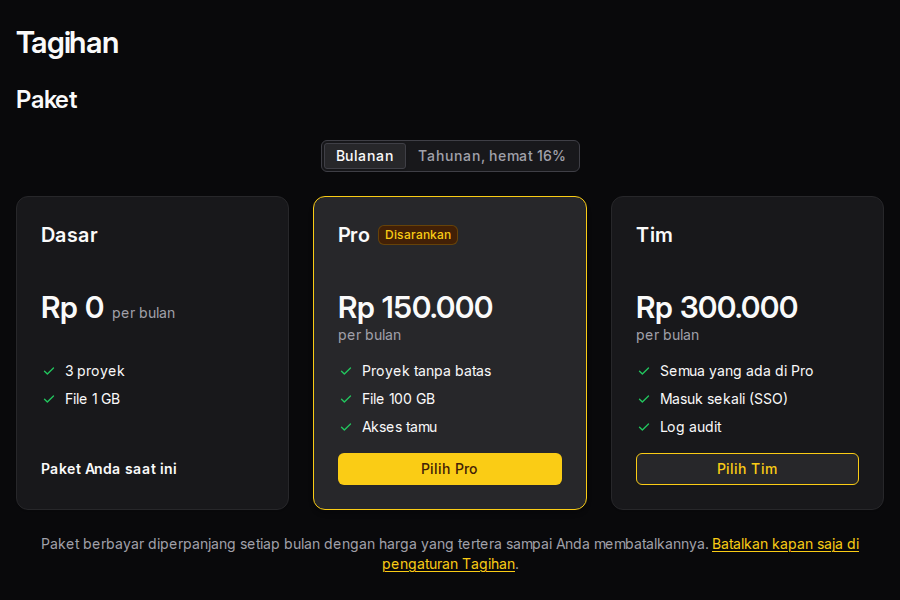 Tagihan
Paket
Bulanan
Tahunan, hemat 16%
Dasar
Rp 0 per bulan
3 proyek
File 1 GB
Paket Anda saat ini
Pro Disarankan
Rp 150.000
per bulan
Proyek tanpa batas
File 100 GB
Akses tamu
Pilih Pro
Tim
Rp 300.000
per bulan
Semua yang ada di Pro
Masuk sekali (SSO)
Log audit
Pilih Tim
Paket berbayar diperpanjang setiap bulan dengan harga yang tertera sampai Anda membatalkannya. Batalkan kapan saja di
pengaturan Tagihan.